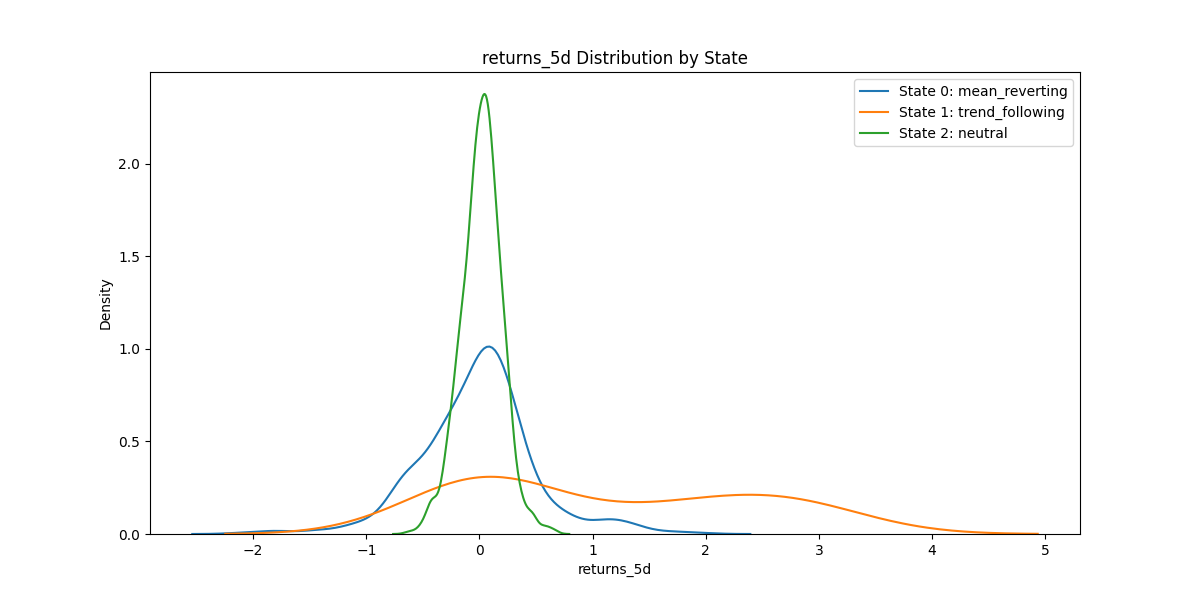 returns_5d Distribution by State
State 0: mean_reverting
State 1: trend_following
State 2: neutral
Density
2.0
1.5
1.0
0.5
0.0
−2 −1 0 1 2 3 4 5
returns_5d